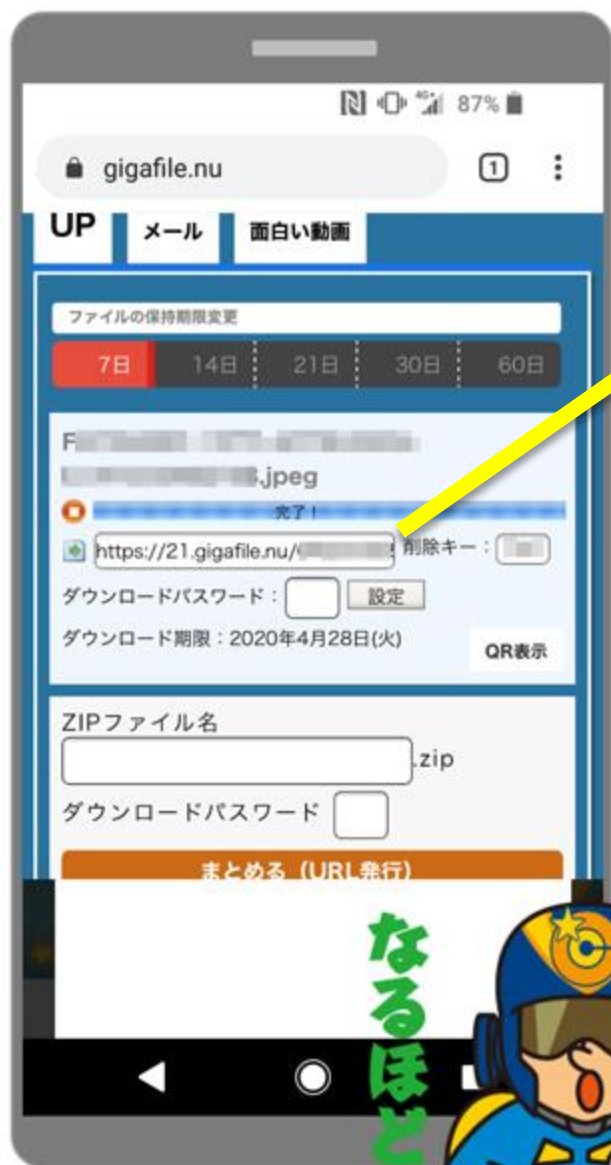 4G+ 87%
gigafile.nu 1
UP メール 面白い動画
ファイルの保持期限変更
7日 14日 21日 30日 60日
F
.jpeg
完了!
https://21.gigafile.nu/ 削除キー:
ダウンロードパスワード: 設定
ダウンロード期限:2020年4月28日(火) QR表示
ZIPファイル名
.zip
ダウンロードパスワード
まとめる(URL発行)
なるほど